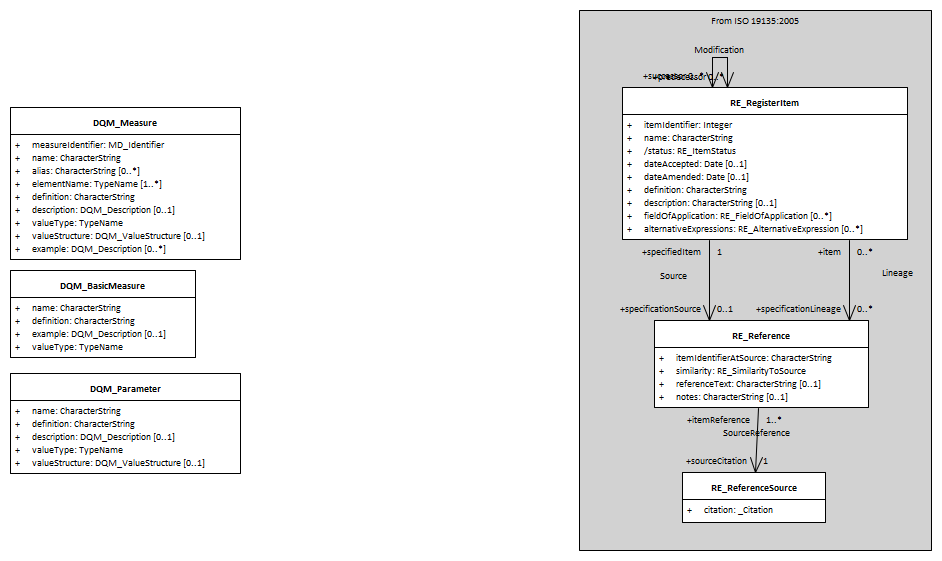 DQM_Measure
+ measureIdentifier: MD_Identifier
+ name: CharacterString
+ alias: CharacterString [0..*]
+ elementName: TypeName [1..*]
+ definition: CharacterString
+ description: DQM_Description [0..1]
+ valueType: TypeName
+ valueStructure: DQM_ValueStructure [0..1]
+ example: DQM_Description [0..*]
DQM_BasicMeasure
+ name: CharacterString
+ definition: CharacterString
+ example: DQM_Description [0..1]
+ valueType: TypeName
DQM_Parameter
+ name: CharacterString
+ definition: CharacterString
+ description: DQM_Description [0..1]
+ valueType: TypeName
+ valueStructure: DQM_ValueStructure [0..1]
From ISO 19135:2005
Modification
+successor 0..* 0..*
RE_RegisterItem
+ itemIdentifier: Integer
+ name: CharacterString
+ /status: RE_ItemStatus
+ dateAccepted: Date [0..1]
+ dateAmended: Date [0..1]
+ definition: CharacterString
+ description: CharacterString [0..1]
+ fieldOfApplication: RE_FieldOfApplication [0..*]
+ alternativeExpressions: RE_AlternativeExpression [0..*]
+specifiedItem 1 +item 0..*
Source Lineage
+specificationSource 0..1 +specificationLineage 0..*
RE_Reference
+ itemIdentifierAtSource: CharacterString
+ similarity: RE_SimilarityToSource
+ referenceText: CharacterString [0..1]
+ notes: CharacterString [0..1]
+itemReference 1..*
SourceReference
+sourceCitation 1
RE_ReferenceSource
+ citation: _Citation